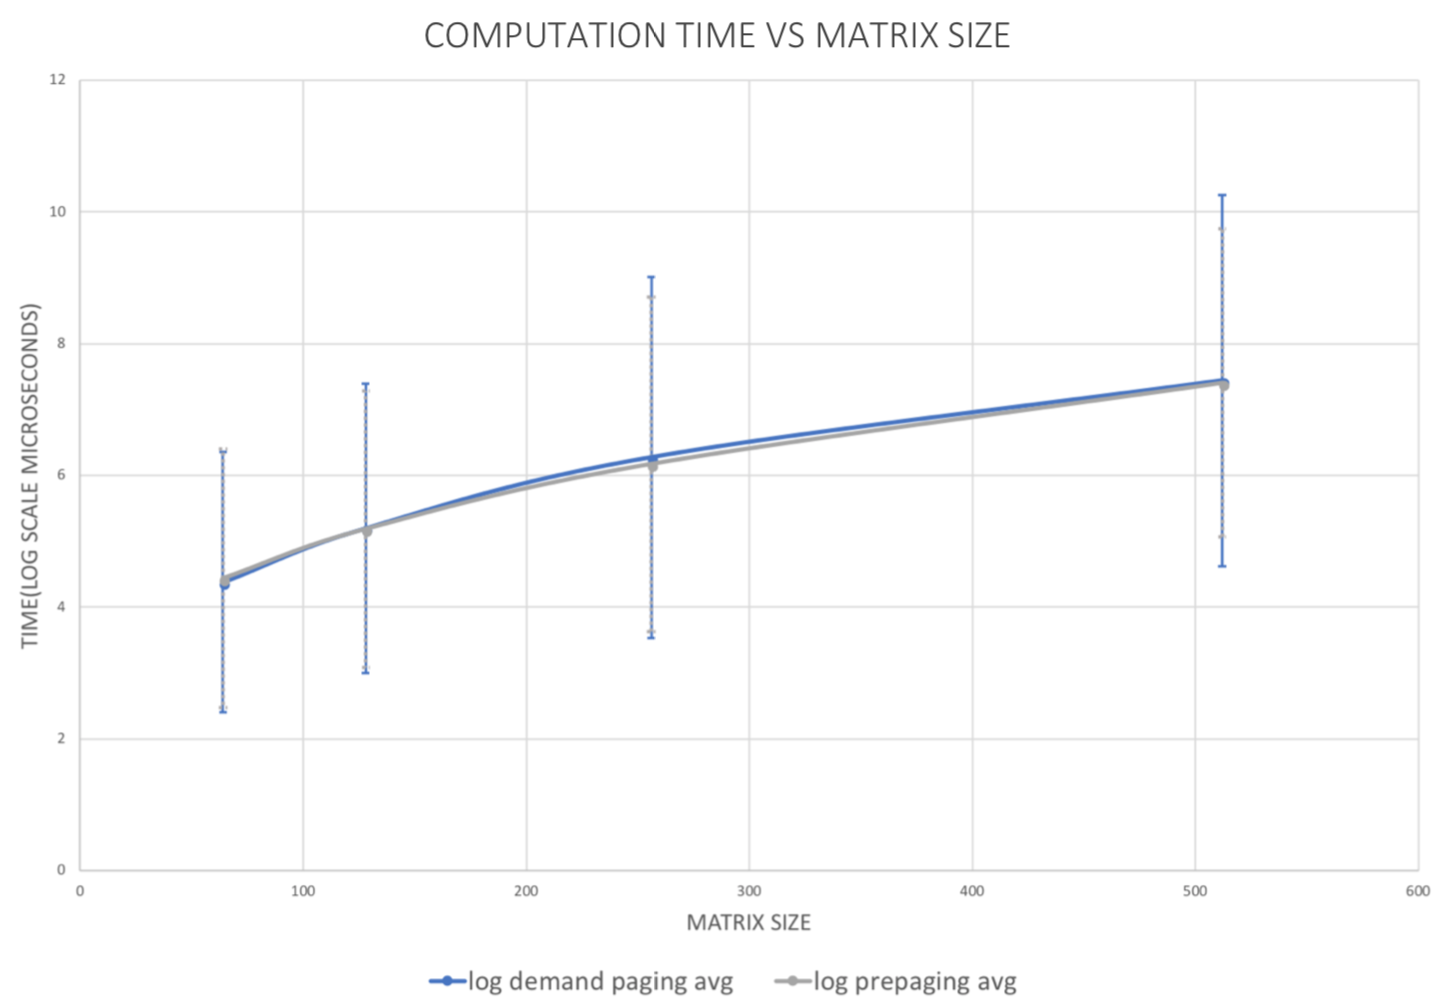 COMPUTATION TIME VS MATRIX SIZE
12
10
8
6
4
2
0
TIME(LOG SCALE MICROSECONDS)
0 100 200 300 400 500 600
MATRIX SIZE
log demand paging avg log prepaging avg